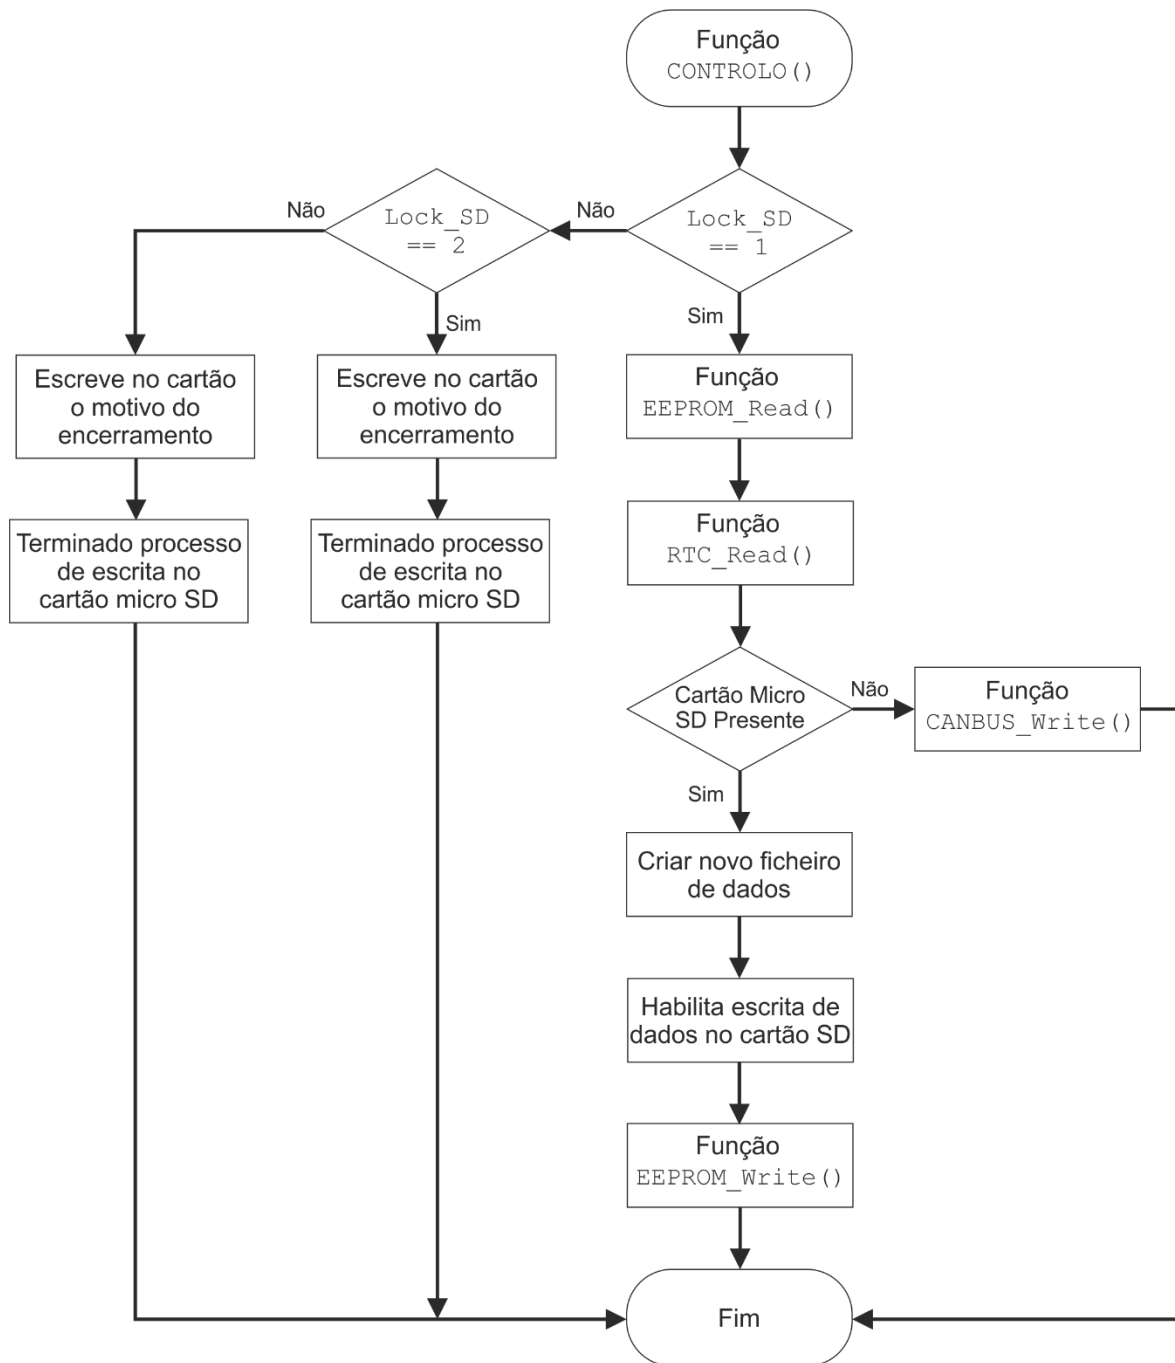 Função
CONTROLO()
Lock_SD
== 1
Não
Lock_SD
== 2
Não
Sim
Sim
Escreve no cartão
o motivo do
encerramento
Escreve no cartão
o motivo do
encerramento
Função
EEPROM_Read()
Terminado processo
de escrita no
cartão micro SD
Terminado processo
de escrita no
cartão micro SD
Função
RTC_Read()
Cartão Micro
SD Presente
Não
Função
CANBUS_Write()
Sim
Criar novo ficheiro
de dados
Habilita escrita de
dados no cartão SD
Função
EEPROM_Write()
Fim